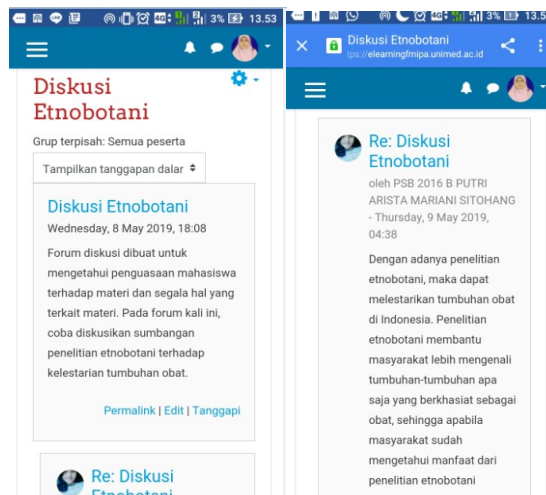 3% 13.53
Diskusi
Etnobotani
Grup terpisah: Semua peserta
Tampilkan tanggapan dalar
Diskusi Etnobotani
Wednesday, 8 May 2019, 18:08
Forum diskusi dibuat untuk
mengetahui penguasaan mahasiswa
terhadap materi dan segala hal yang
terkait materi. Pada forum kali ini,
coba diskusikan sumbangan
penelitian etnobotani terhadap
kelestarian tumbuhan obat.
Permalink | Edit | Tanggapi
Re: Diskusi
Etnobotani
3% 13.5
Diskusi Etnobotani
tps://elearningfmipa.unimed.ac.id
Re: Diskusi
Etnobotani
oleh PSB 2016 B PUTRI
ARISTA MARIANI SITOHANG
- Thursday, 9 May 2019,
04:38
Dengan adanya penelitian
etnobotani, maka dapat
melestarikan tumbuhan obat
di Indonesia. Penelitian
etnobotani membantu
masyarakat lebih mengenali
tumbuhan-tumbuhan apa
saja yang berkhasiat sebagai
obat, sehingga apabila
masyarakat sudah
mengetahui manfaat dari
penelitian etnobotani